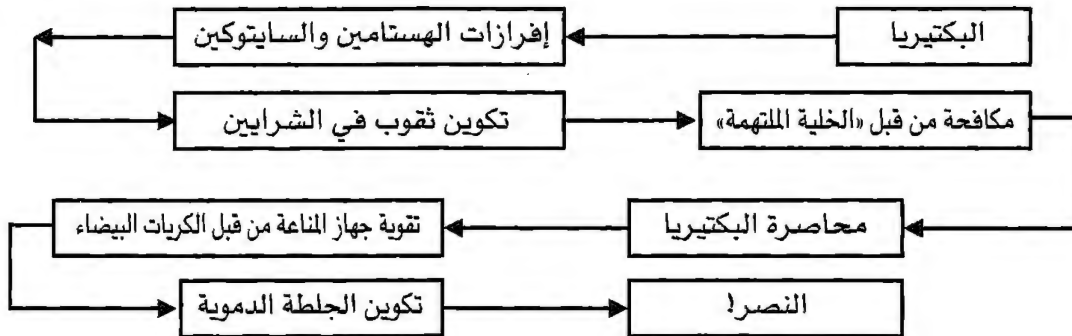 البكتيريا
إفرازات الهستامين والسايتوكين
تكوين ثقوب في الشرايين
مكافحة من قبل «الخلية الملتهمة»
محاصرة البكتيريا
تقوية جهاز المناعة من قبل الكريات البيضاء
تكوين الجلطة الدموية
النصر!